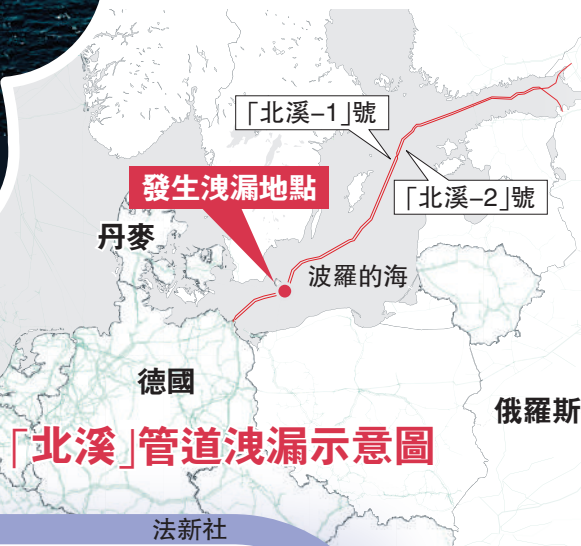 「北溪–1」號
「北溪–2」號
發生洩漏地點
丹麥
波羅的海
德國
俄羅斯
「北溪」管道洩漏示意圖
法新社